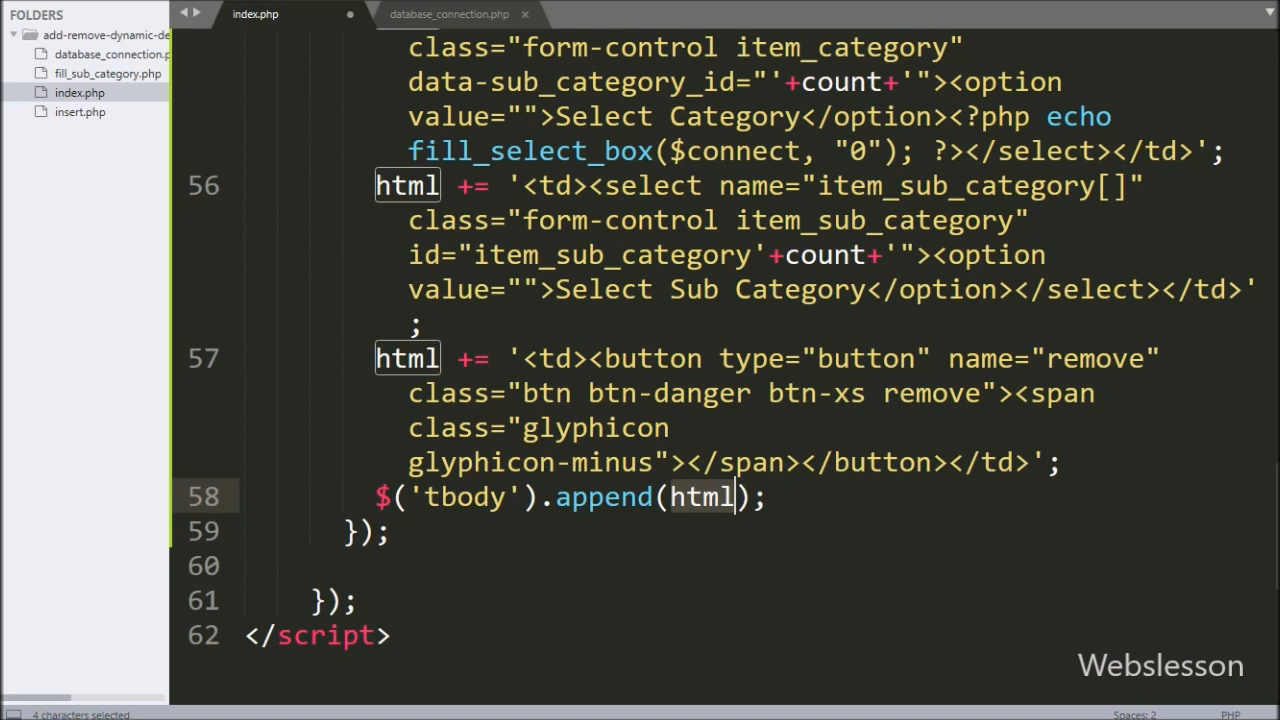 FOLDERS
add-remove-dynamic-de
database_connection.p
fill_sub_category.php
index.php
insert.php
index.php
database_connection.php
class="form-control item_category"
data-sub_category_id="'+count+'"><option
value="">Select Category</option><?php echo
fill_select_box($connect, "0"); ?></select></td>';
56 html += '<td><select name="item_sub_category[]"
class="form-control item_sub_category"
id="item_sub_category'+count+'"><option
value="">Select Sub Category</option></select></td>'
;
57 html += '<td><button type="button" name="remove"
class="btn btn-danger btn-xs remove"><span
class="glyphicon
glyphicon-minus"></span></button></td>';
58 $('tbody').append(html);
59 });
60
61 });
62 </script>
Webslesson
4 characters selected
Spaces: 2
PHP